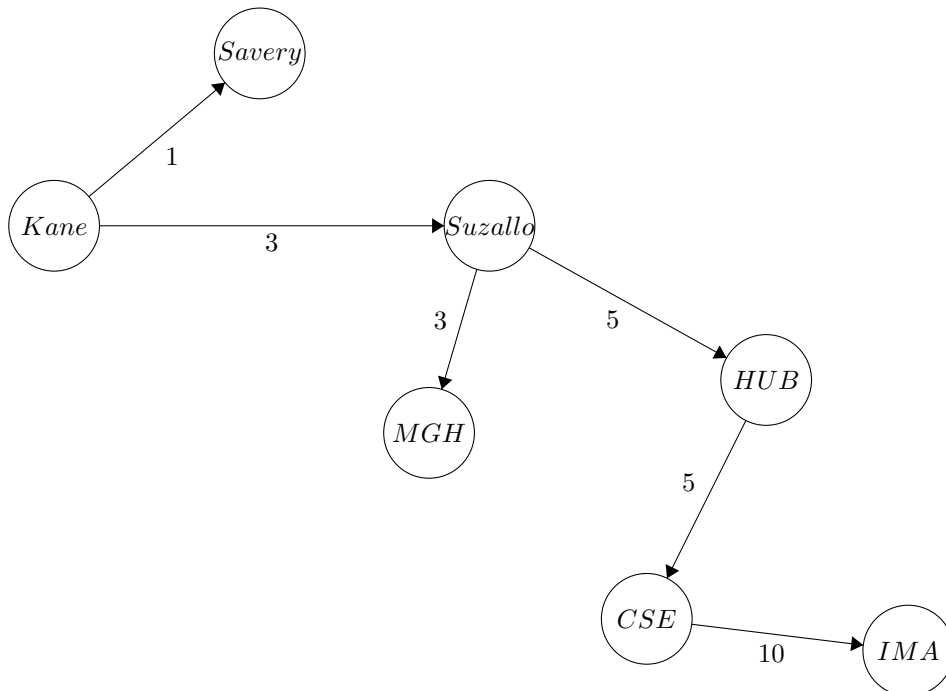 Savery
1
Kane
Suzallo
3
3
5
HUB
MGH
5
CSE
IMA
10